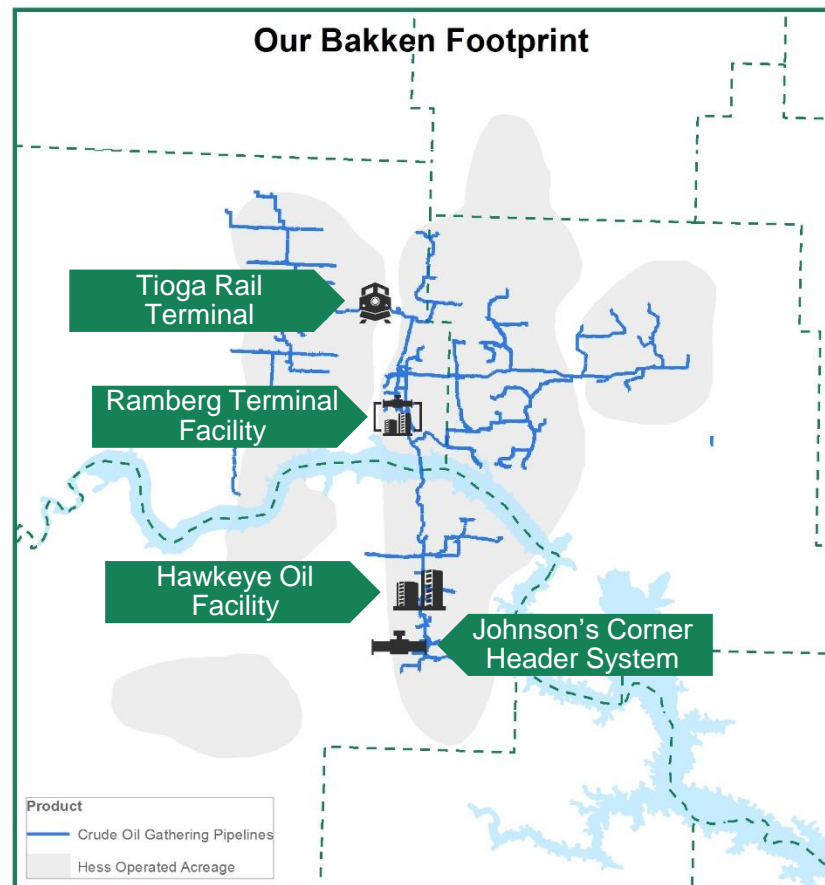 Our Bakken Footprint
Tioga Rail
Terminal
Ramberg Terminal
Facility
Hawkeye Oil
Facility
Johnson’s Corner
Header System
Product
Crude Oil Gathering Pipelines
Hess Operated Acreage